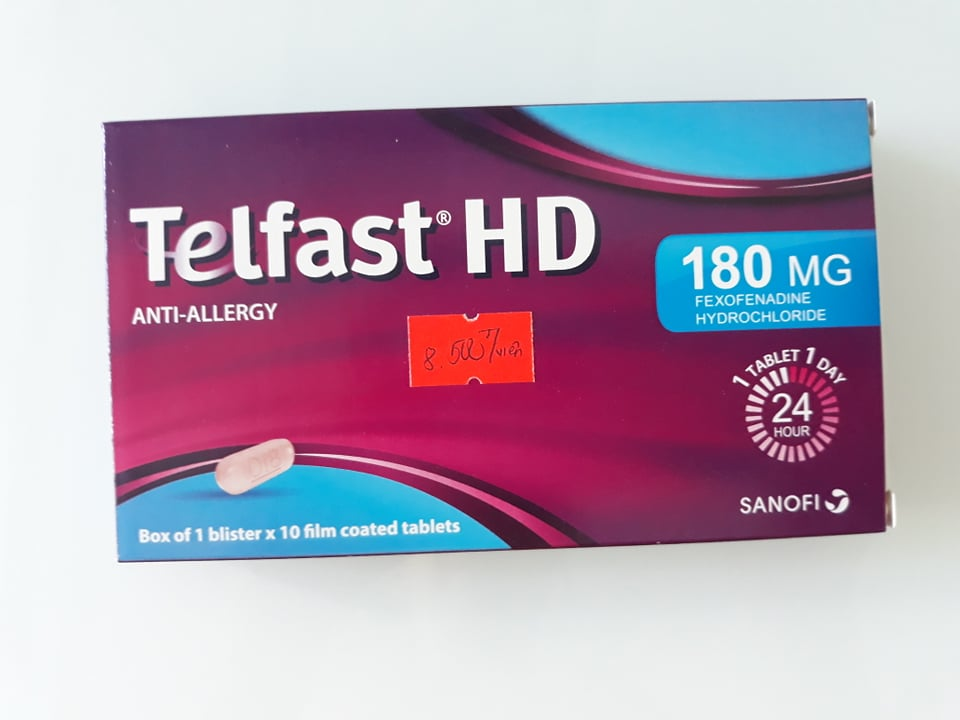 Telfast® HD
ANTI-ALLERGY
180 MG
FEXOFENADINE
HYDROCHLORIDE
8.500đ/viên
1 TABLET 1 DAY
24
HOUR
D18
SANOFI
Box of 1 blister x 10 film coated tablets